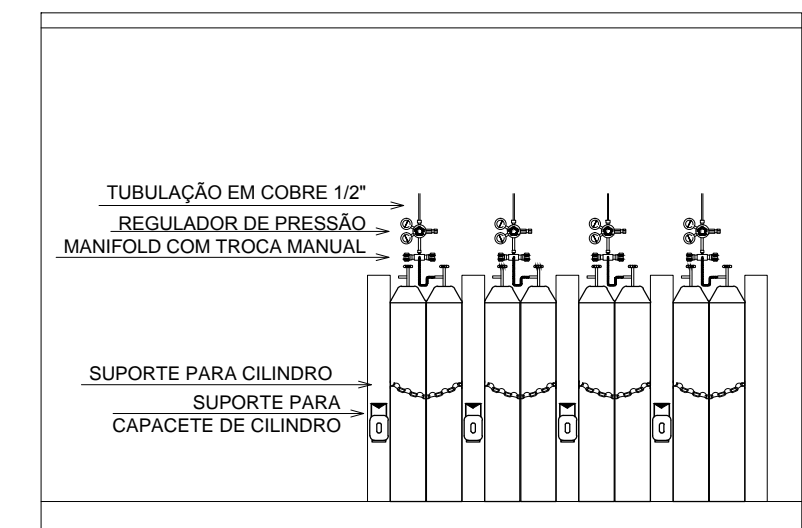 TUBULAÇÃO EM COBRE 1/2"
REGULADOR DE PRESSÃO
MANIFOLD COM TROCA MANUAL
SUPORTE PARA CILINDRO
SUPORTE PARA
CAPACETE DE CILINDRO